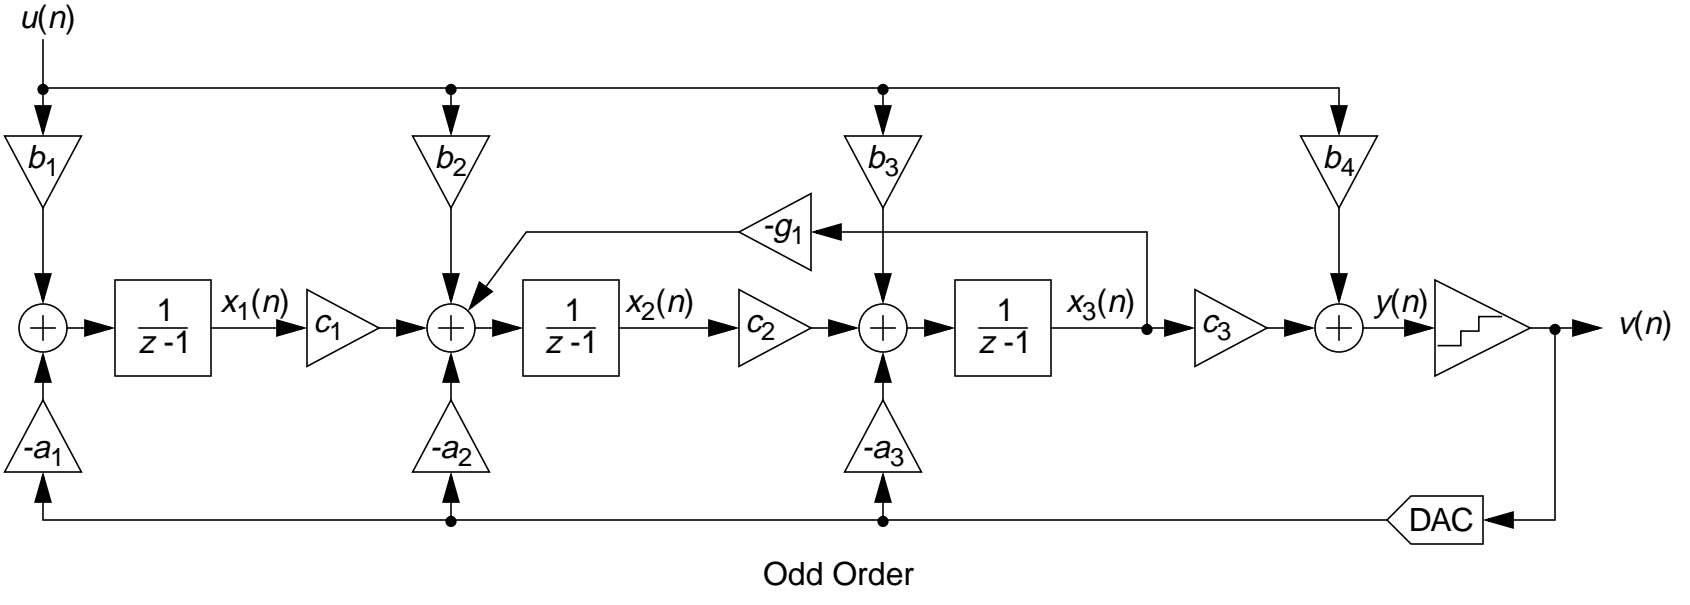 u(n)
b1
b2
b3
b4
-g1
1
z -1
x1(n)
c1
1
z -1
x2(n)
c2
1
z -1
x3(n)
c3
y(n)
v(n)
-a1
-a2
-a3
DAC
Odd Order